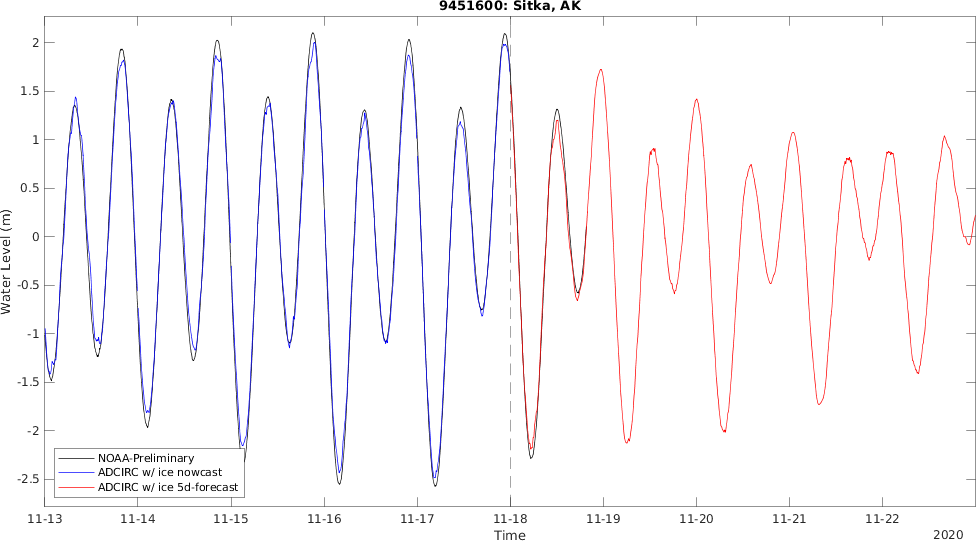 9451600: Sitka, AK
Water Level (m)
2
1.5
1
0.5
0
-0.5
-1
-1.5
-2
-2.5
NOAA-Preliminary
ADCIRC w/ ice nowcast
ADCIRC w/ ice 5d-forecast
11-13 11-14 11-15 11-16 11-17 11-18 11-19 11-20 11-21 11-22
Time
2020